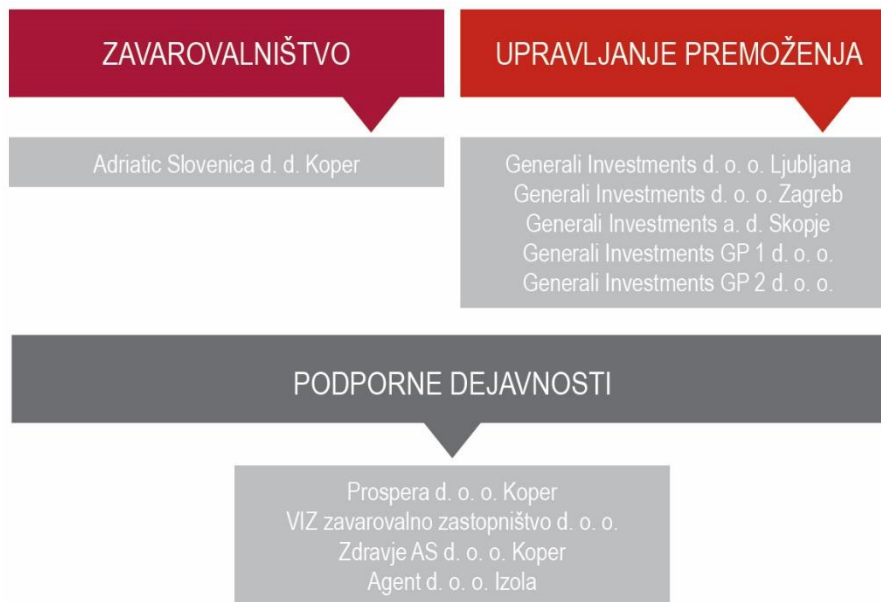 ZAVAROVALNIŠTVO
Adriatic Slovenica d. d. Koper
UPRAVLJANJE PREMOŽENJA
Generali Investments d. o. o. Ljubljana
Generali Investments d. o. o. Zagreb
Generali Investments a. d. Skopje
Generali Investments GP 1 d. o. o.
Generali Investments GP 2 d. o. o.
PODPORNE DEJAVNOSTI
Prospera d. o. o. Koper
VIZ zavarovalno zastopništvo d. o. o.
Zdravje AS d. o. o. Koper
Agent d. o. o. Izola